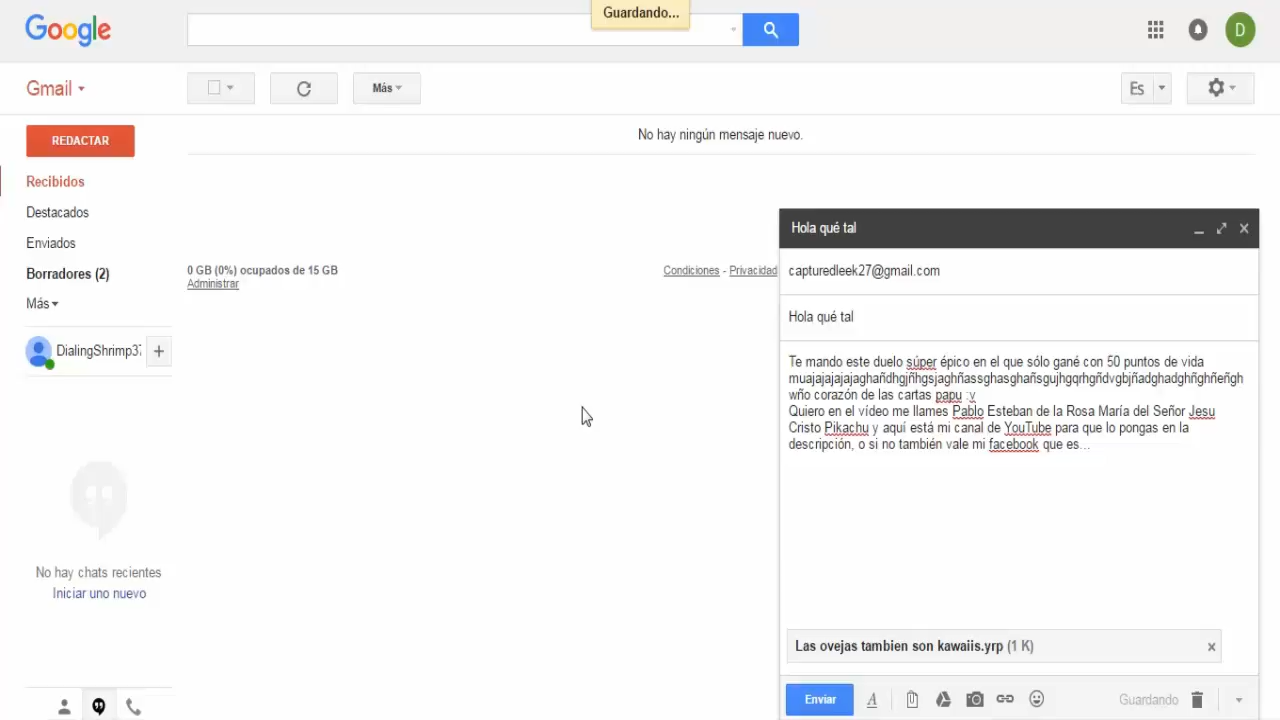 Guardando...
Google
D
Gmail
Más
Es
REDACTAR
No hay ningún mensaje nuevo.
Recibidos
Destacados
Enviados
Borradores (2)
Más
0 GB (0%) ocupados de 15 GB
Administrar
Condiciones - Privacidad
DialingShrimp37
+
No hay chats recientes
Iniciar uno nuevo
Hola qué tal
capturedleek27@gmail.com
Hola qué tal
Te mando este duelo súper épico en el que sólo gané con 50 puntos de vida
muajajajajajaghañdhgjñhgsjaghñassghasghañsgujhgqrhgñdvgbjñadghadghñghñeñgh
wño corazón de las cartas papu :v
Quiero en el vídeo me llames Pablo Esteban de la Rosa María del Señor Jesu
Cristo Pikachu y aquí está mi canal de YouTube para que lo pongas en la
descripción, o si no también vale mi facebook que es...
Las ovejas tambien son kawaiis.yrp (1 K)
Enviar
A
Guardando